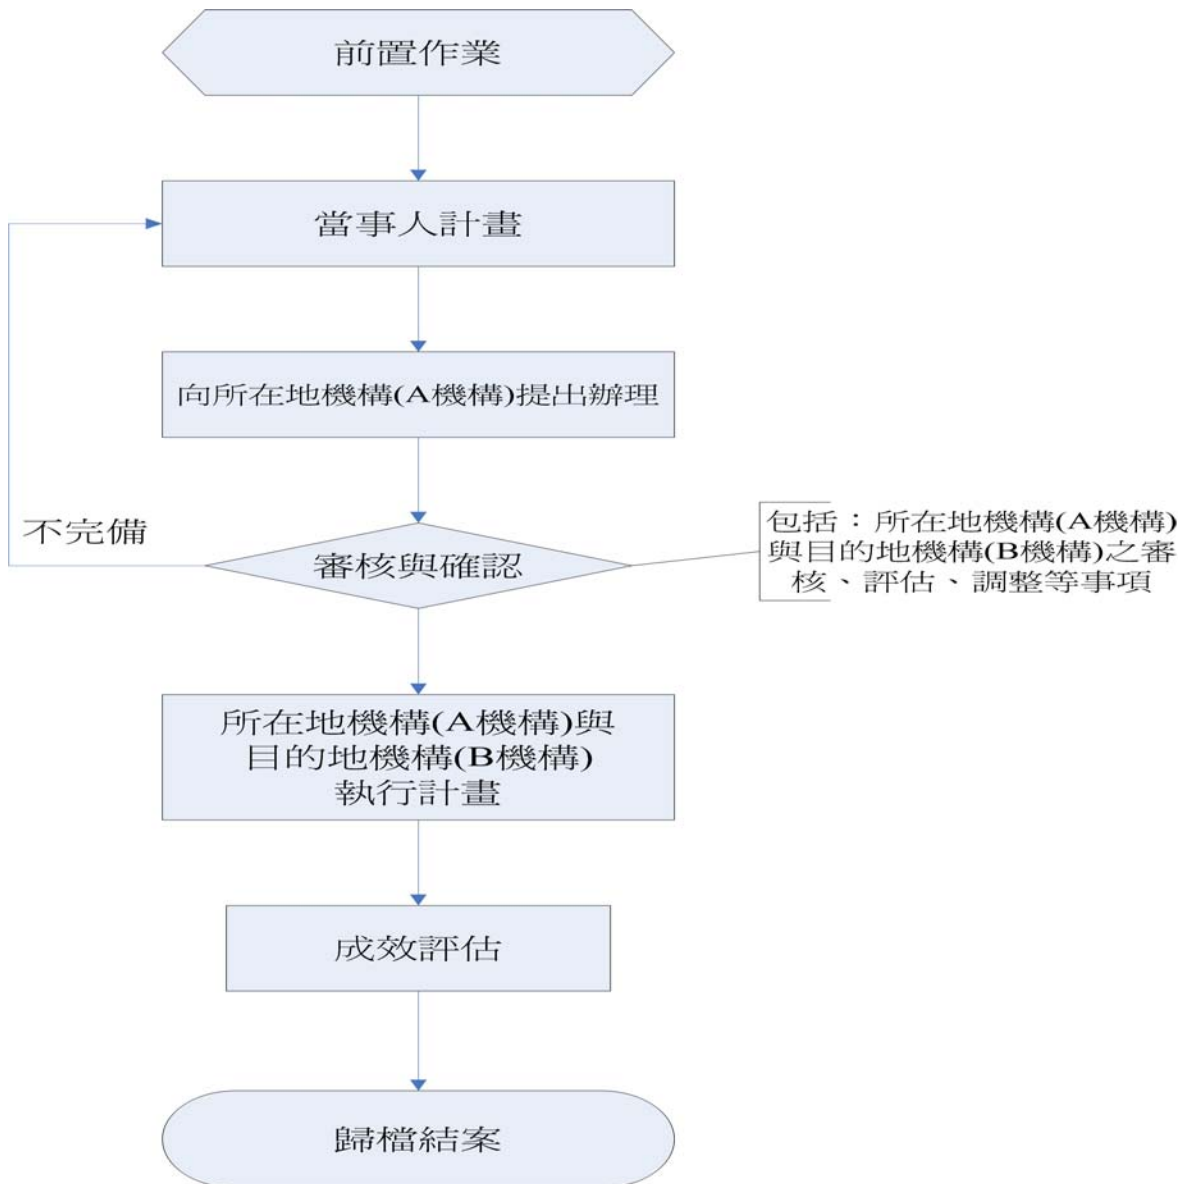 前置作業
當事人計畫
向所在地機構(A機構)提出辦理
不完備
審核與確認
包括：所在地機構(A機構)
與目的地機構(B機構)之審
核、評估、調整等事項
所在地機構(A機構)與
目的地機構(B機構)
執行計畫
成效評估
歸檔結案